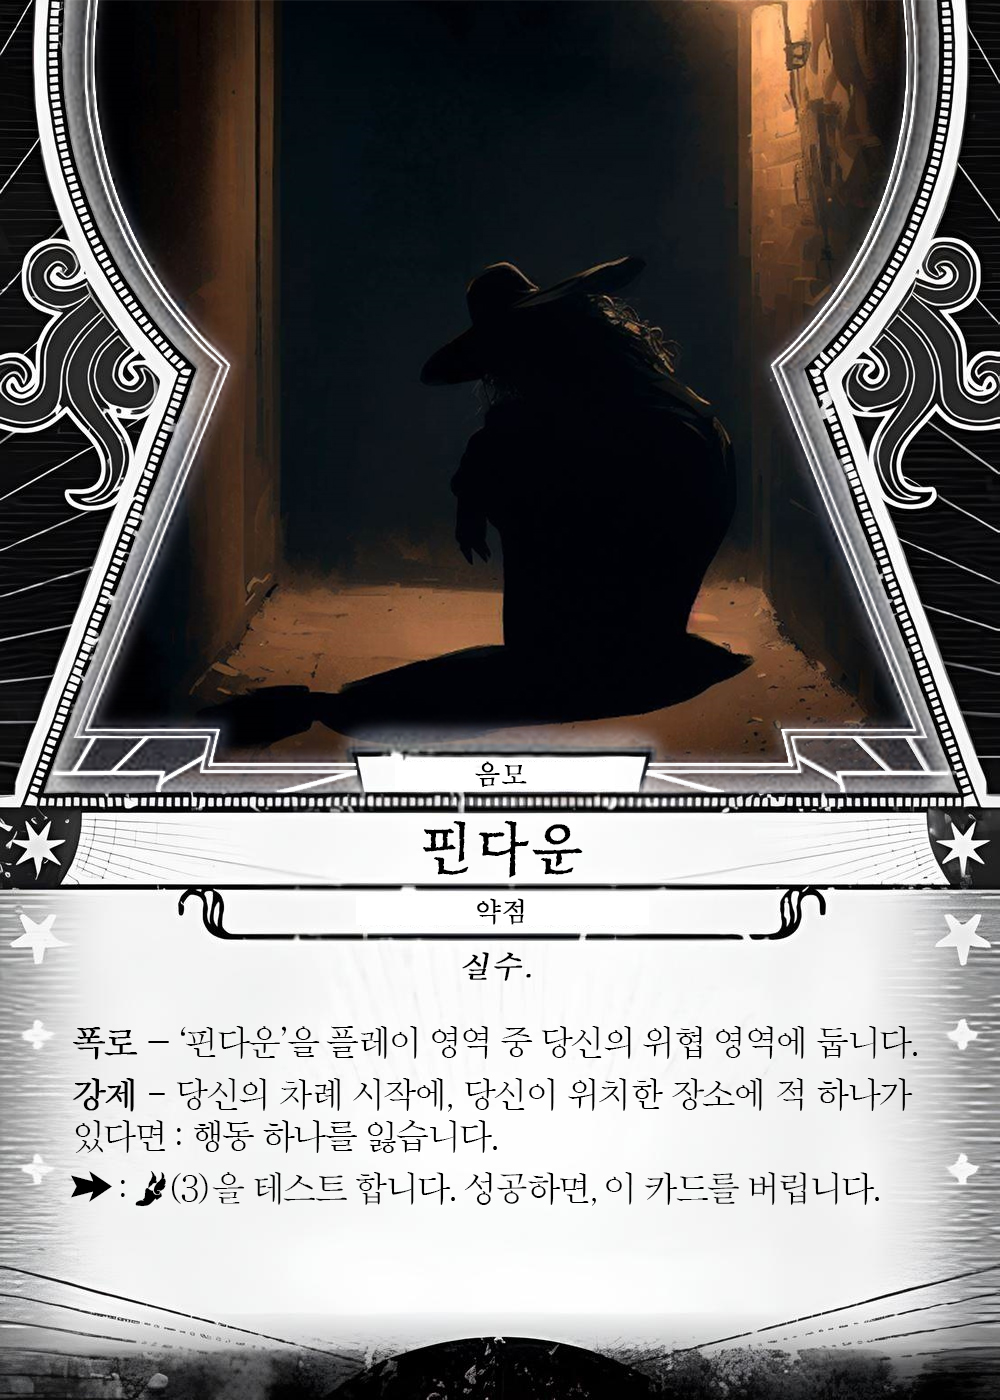 음모
핀다운
약점
실수.
폭로 – ‘핀다운’을 플레이 영역 중 당신의 위협 영역에 둡니다.
강제 – 당신의 차례 시작에, 당신이 위치한 장소에 적 하나가
있다면 : 행동 하나를 잃습니다.
: (3)을 테스트 합니다. 성공하면, 이 카드를 버립니다.